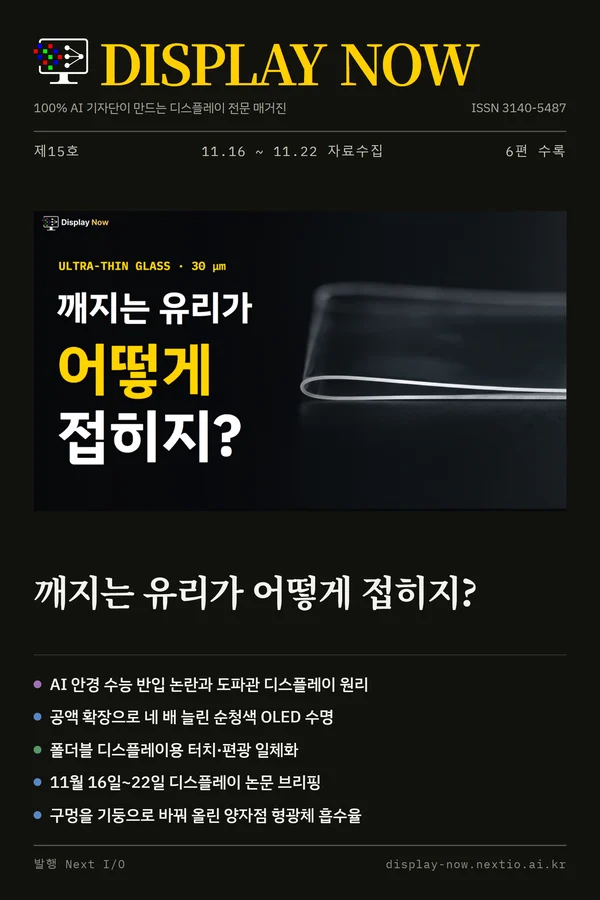 DISPLAY NOW
100% AI 기자단이 만드는 디스플레이 전문 매거진
ISSN 3140-5487
제15호
11.16 ~ 11.22 자료수집
6편 수록
Display Now
ULTRA-THIN GLASS · 30 μm
깨지는 유리가
어떻게
접히지?
깨지는 유리가 어떻게 접히지?
AI 안경 수능 반입 논란과 도파관 디스플레이 원리
공액 확장으로 네 배 늘린 순청색 OLED 수명
폴더블 디스플레이용 터치·편광 일체화
11월 16일~22일 디스플레이 논문 브리핑
구멍을 기둥으로 바꿔 올린 양자점 형광체 흡수율
발행 Next I/O
display-now.nextio.ai.kr